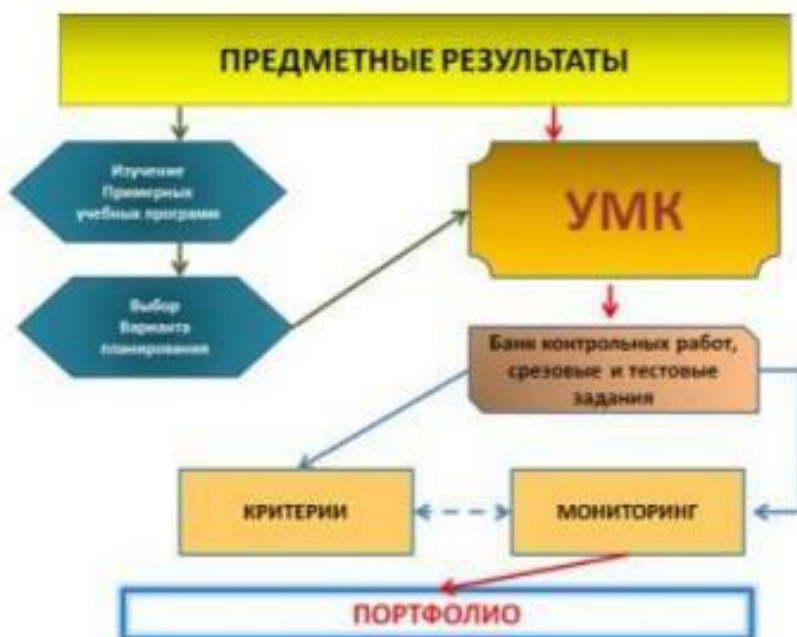 ПРЕДМЕТНЫЕ РЕЗУЛЬТАТЫ
Изучение
Примерных
учебных программ
УМК
Выбор
Варианта
планирования
Банк контрольных работ,
срезовые и тестовые
задания
КРИТЕРИИ
МОНИТОРИНГ
ПОРТФОЛИО